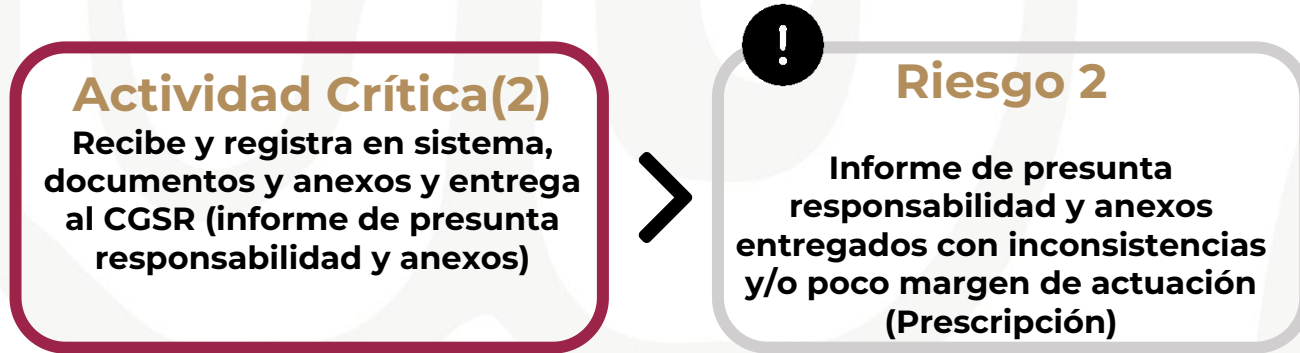 Actividad Crítica(2)
Recibe y registra en sistema,
documentos y anexos y entrega
al CGSR (informe de presunta
responsabilidad y anexos)
!
Riesgo 2
Informe de presunta
responsabilidad y anexos
entregados con inconsistencias
y/o poco margen de actuación
(Prescripción)